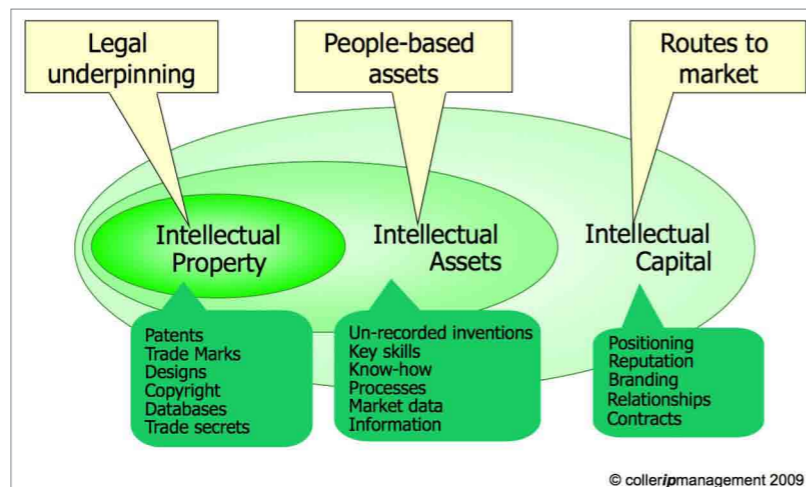 Legal
underpinning
People-based
assets
Routes to
market
Intellectual
Property
Intellectual
Assets
Intellectual
Capital
Patents
Trade Marks
Designs
Copyright
Databases
Trade secrets
Un-recorded inventions
Key skills
Know-how
Processes
Market data
Information
Positioning
Reputation
Branding
Relationships
Contracts
© colleripmanagement 2009